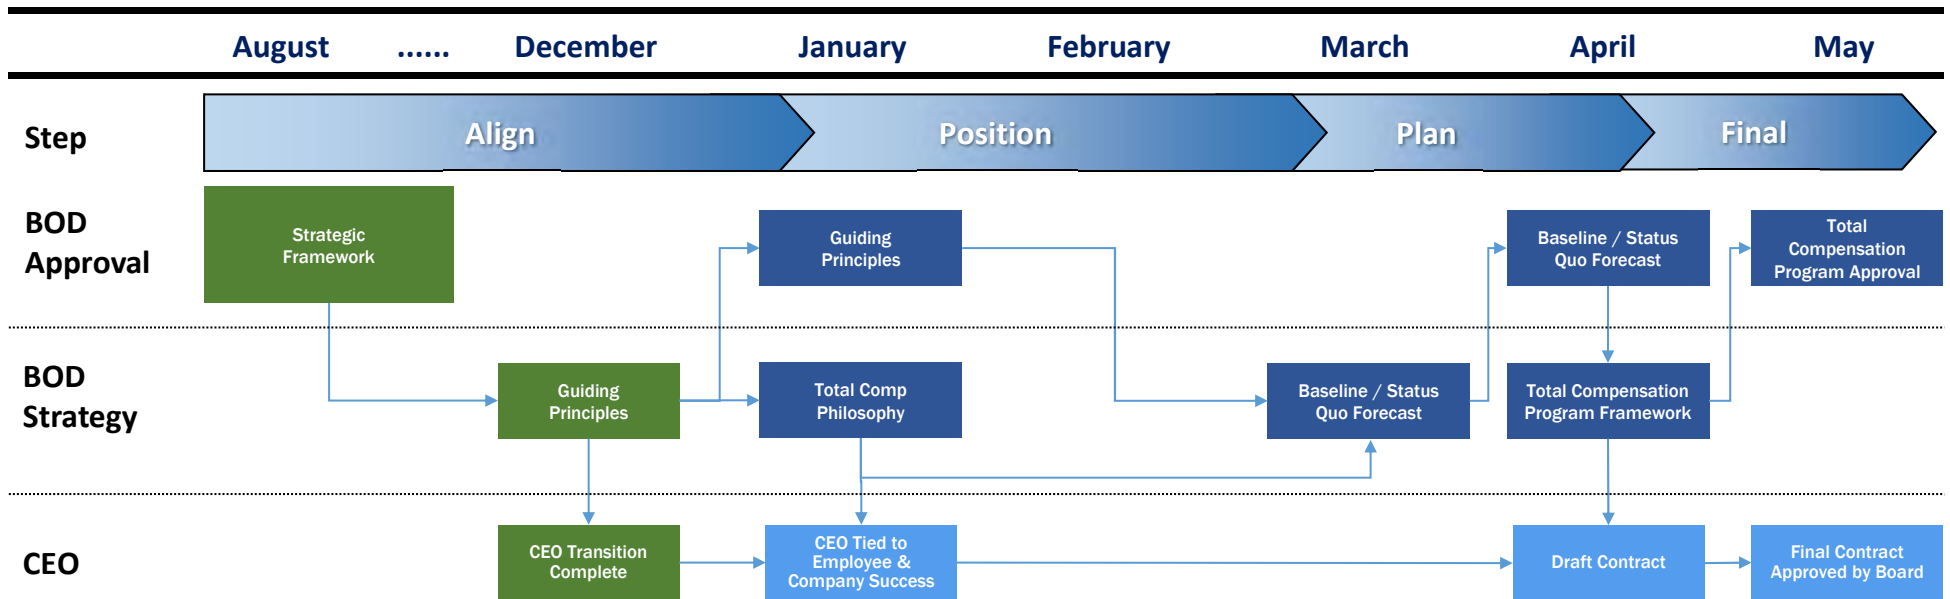 August ...... December January February March April May
Step
Align
Position
Plan
Final
BOD
Approval
Strategic
Framework
Guiding
Principles
Baseline / Status
Quo Forecast
Total
Compensation
Program Approval
BOD
Strategy
Guiding
Principles
Total Comp
Philosophy
Baseline / Status
Quo Forecast
Total Compensation
Program Framework
CEO
CEO Transition
Complete
CEO Tied to
Employee &
Company Success
Draft Contract
Final Contract
Approved by Board